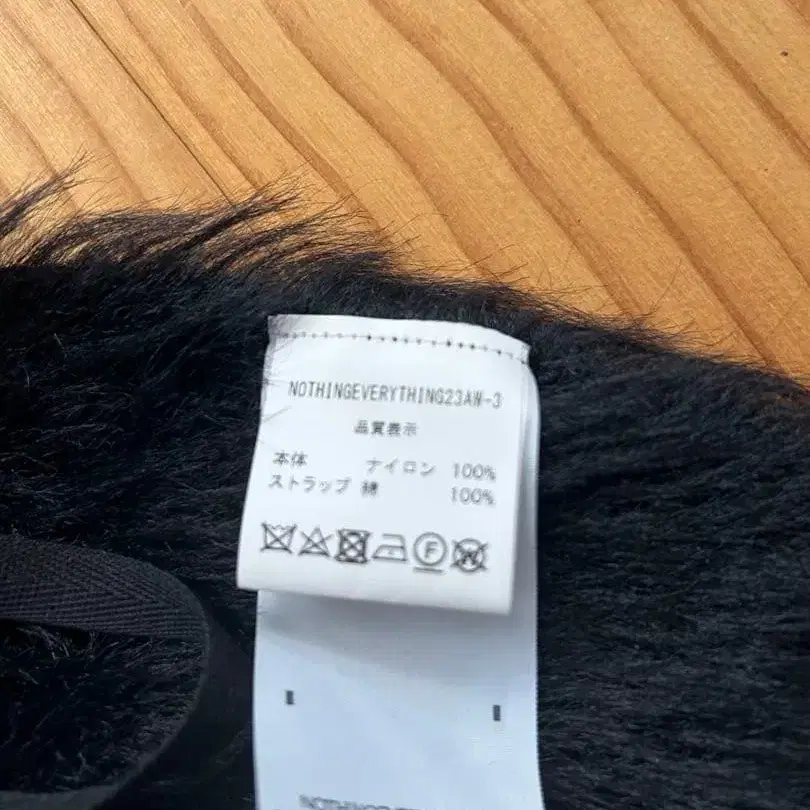 NOTHINGEVERYTHING23AW-3
品質表示
本体 ナイロン 100%
ストラップ 綿 100%
F
W